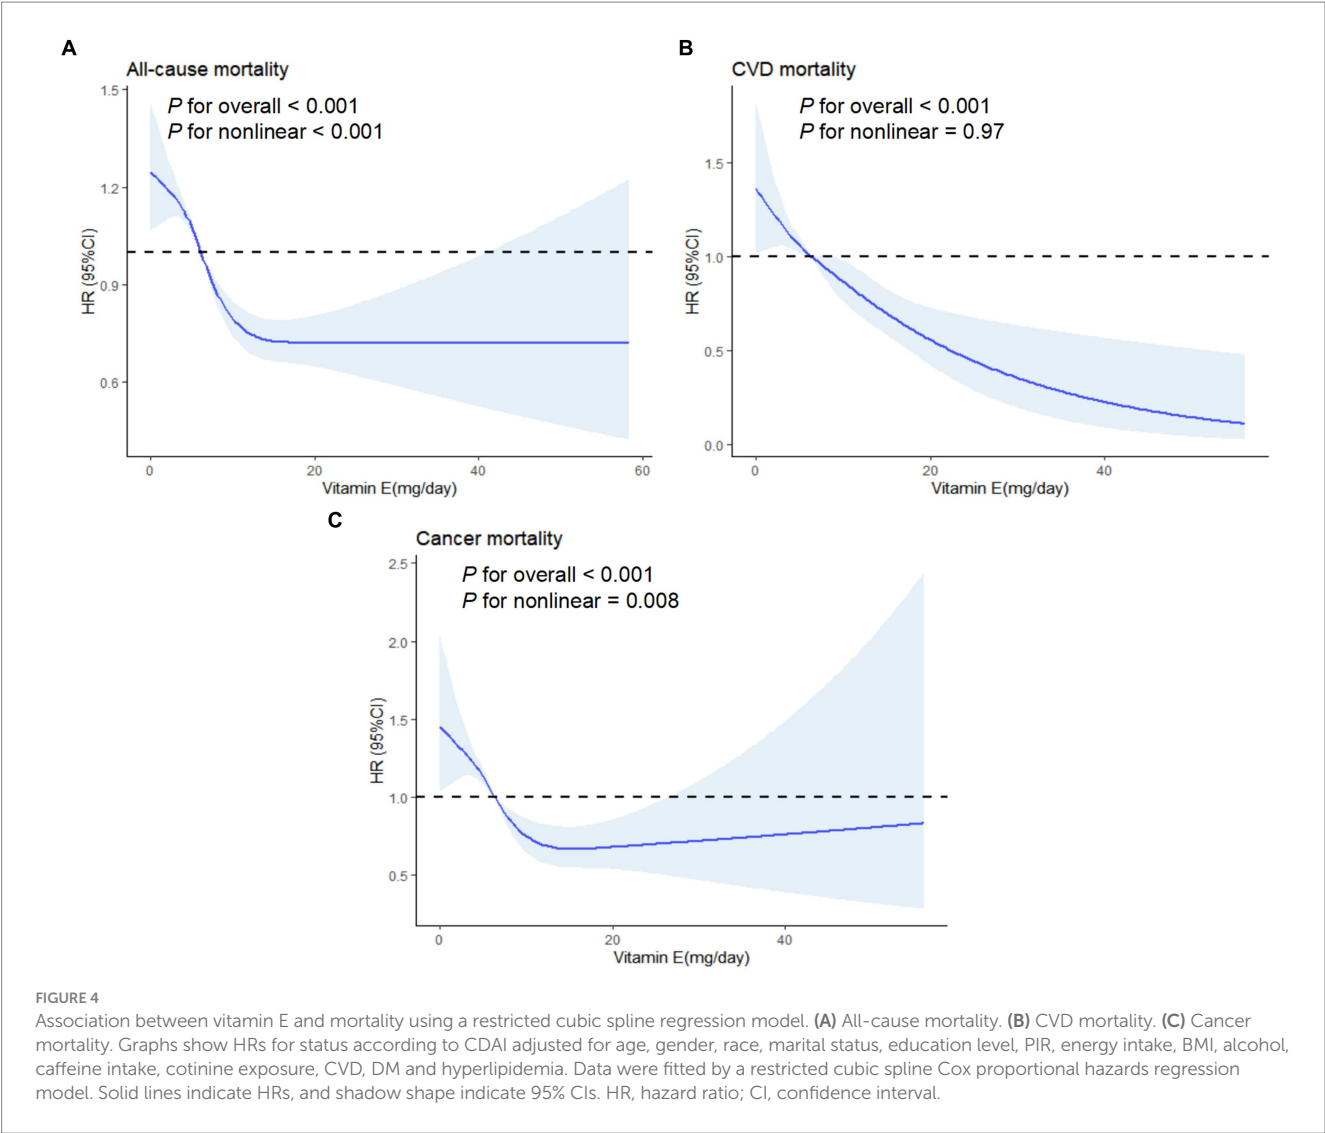 A
All-cause mortality
P for overall < 0.001
P for nonlinear < 0.001
1.5
1.2
0.9
0.6
HR (95%CI)
0
20
40
60
Vitamin E(mg/day)
B
CVD mortality
P for overall < 0.001
P for nonlinear = 0.97
1.5
1.0
0.5
0.0
HR (95%CI)
0
20
40
Vitamin E(mg/day)
C
Cancer mortality
P for overall < 0.001
P for nonlinear = 0.008
2.5
2.0
1.5
1.0
0.5
HR (95%CI)
0
20
40
Vitamin E(mg/day)
FIGURE 4
Association between vitamin E and mortality using a restricted cubic spline regression model. (A) All-cause mortality. (B) CVD mortality. (C) Cancer
mortality. Graphs show HRs for status according to CDAI adjusted for age, gender, race, marital status, education level, PIR, energy intake, BMI, alcohol,
caffeine intake, cotinine exposure, CVD, DM and hyperlipidemia. Data were fitted by a restricted cubic spline Cox proportional hazards regression
model. Solid lines indicate HRs, and shadow shape indicate 95% CIs. HR, hazard ratio; CI, confidence interval.